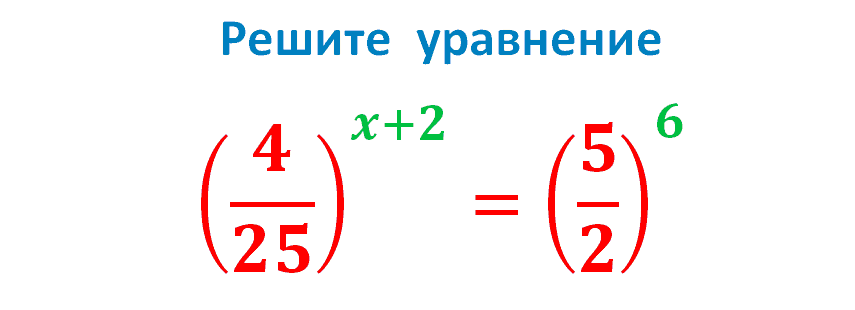 Решите уравнение
(4/25)^(x+2) = (5/2)^6